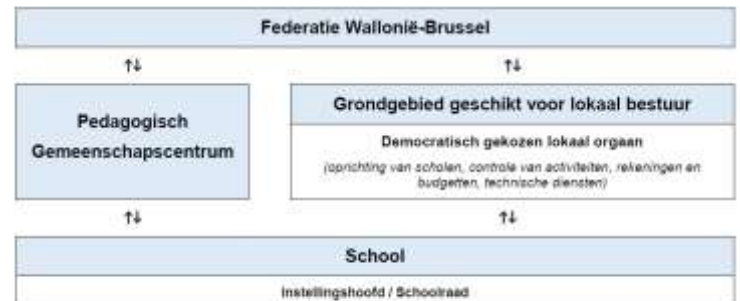 Federatie Wallonië-Brussel
↑↓ ↑↓
Pedagogisch
Gemeenschapscentrum
Grondgebied geschikt voor lokaal bestuur
Democratisch gekozen lokaal orgaan
(oprichting van scholen, controle van activiteiten, rekeningen en
budgetten, technische diensten)
↑↓ ↑↓
School
Instellingshoofd / Schoolraad